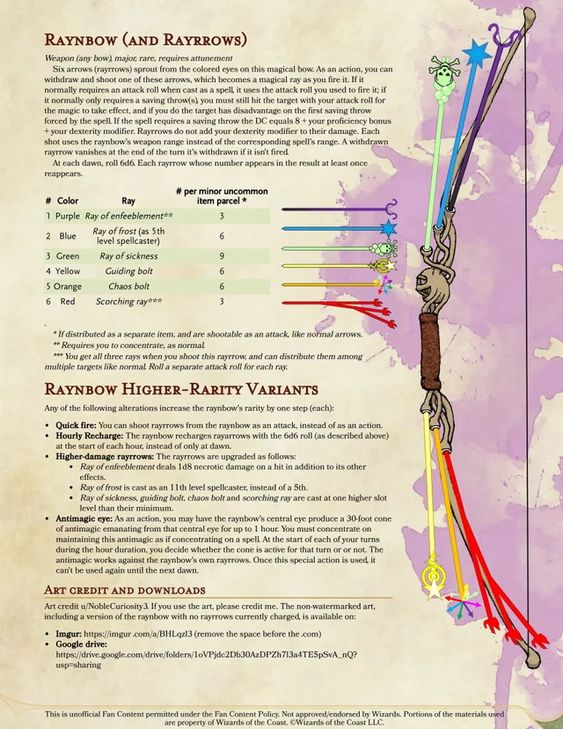 Raynbow (and Rayrrows)
Weapon (any bow), major, rare, requires attunement
Six arrows (rayrrows) sprout from the colored eyes on this magical bow. As an action, you can
withdraw and shoot one of these arrows, which becomes a magical ray as you fire it. If it
normally requires an attack roll when cast as a spell, it uses the attack roll you used to fire it; if
it normally only requires a saving throw(s), you must still hit the target with your attack roll for
the magic to take effect, and if you do the target has disadvantage on the first saving throw
forced by the spell. If the spell requires a saving throw the DC equals 8 + your proficiency bonus
+ your dexterity modifier. Rayrrows do not add your dexterity modifier to their damage. Each
shot uses the raynbow's weapon range instead of the corresponding spell's range. A withdrawn
rayrrow vanishes at the end of the turn it's withdrawn if it isn't fired.
At each dawn, roll 6d6. Each rayrrow whose number appears in the result at least once
reappears.
# Color Ray # per minor uncommon
item parcel *
1 Purple Ray of enfeeblement** 3
2 Blue Ray of frost (as 5th
level spellcaster) 6
3 Green Ray of sickness 9
4 Yellow Guiding bolt 6
5 Orange Chaos bolt 6
6 Red Scorching ray*** 3
* If distributed as a separate item, and are shootable as an attack, like normal arrows.
** Requires you to concentrate, as normal.
*** You get all three rays when you shoot this rayrrow, and can distribute them among
multiple targets like normal. Roll a separate attack roll for each ray.
Raynbow Higher-Rarity Variants
Any of the following alterations increase the raynbow's rarity by one step (each):
• Quick fire: You can shoot rayrrows from the raynbow as an attack, instead of as an action.
• Hourly Recharge: The raynbow recharges rayarrows with the 6d6 roll (as described above)
at the start of each hour, instead of only at dawn.
• Higher-damage rayrrows: The rayrrows are upgraded as follows:
• Ray of enfeeblement deals 1d8 necrotic damage on a hit in addition to its other
effects.
• Ray of frost is cast as an 11th level spellcaster, instead of a 5th.
• Ray of sickness, guiding bolt, chaos bolt and scorching ray are cast at one higher slot
level than their minimum.
• Antimagic eye: As an action, you may have the raynbow's central eye produce a 30-foot cone
of antimagic emanating from that central eye for up to 1 hour. You must concentrate on
maintaining this antimagic as if concentrating on a spell. At the start of each of your turns
during the hour duration, you decide whether the cone is active for that turn or or not. The
antimagic works against the raynbow's own rayrrows. Once this special action is used, it
can't be used again until the next dawn.
Art credit and downloads
Art credit u/NobleCuriosity3. If you use the art, please credit me. The non-watermarked art,
including a version of the raynbow with no rayrrows currently charged, is available on:
• Imgur: https://imgur .com/a/BHLqzI3 (remove the space before the .com)
• Google drive:
https://drive.google.com/drive/folders/1oVPjdc2Db30AzDPZh7l3a4TE5pSvA_nQ?
usp=sharing
This is unofficial Fan Content permitted under the Fan Content Policy. Not approved/endorsed by Wizards. Portions of the materials used
are property of Wizards of the Coast. ©Wizards of the Coast LLC.